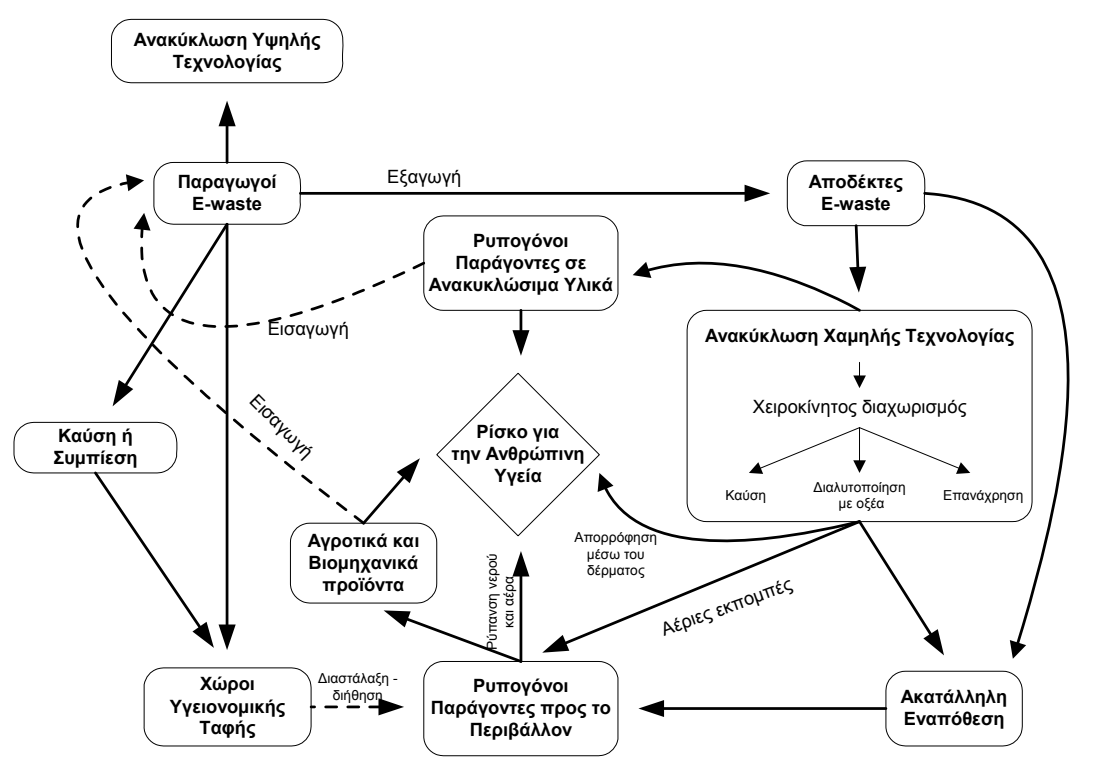 Ανακύκλωση Υψηλής
Τεχνολογίας
Παραγωγοί
E-waste
Εξαγωγή
Αποδέκτες
E-waste
Ρυπογόνοι
Παράγοντες σε
Ανακυκλώσιμα Υλικά
Εισαγωγή
Ανακύκλωση Χαμηλής Τεχνολογίας
Χειροκίνητος διαχωρισμός
Καύση
Διαλυτοποίηση
με οξέα
Επανάχρηση
Εισαγωγή
Καύση ή
Συμπίεση
Ρίσκο για
την Ανθρώπινη
Υγεία
Αγροτικά και
Βιομηχανικά
προϊόντα
Απορρόφηση
μέσω του
δέρματος
Ρύπανση νερού
και αέρα
Αέριες εκπομπές
Χώροι
Υγειονομικής
Ταφής
Διαστάλαξη -
διήθηση
Ρυπογόνοι
Παράγοντες προς το
Περιβάλλον
Ακατάλληλη
Εναπόθεση